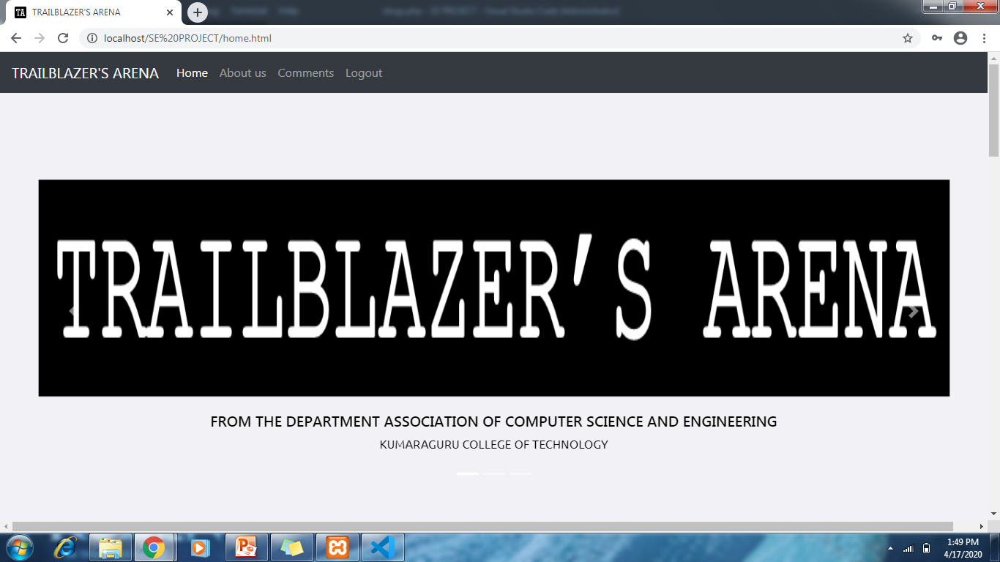 TRAILBLAZER'S ARENA
localhost/SE%20PROJECT/home.html
TRAILBLAZER'S ARENA Home About us Comments Logout
TRAILBLAZER'S ARENA
FROM THE DEPARTMENT ASSOCIATION OF COMPUTER SCIENCE AND ENGINEERING
KUMARAGURU COLLEGE OF TECHNOLOGY
1:49 PM
4/17/2020